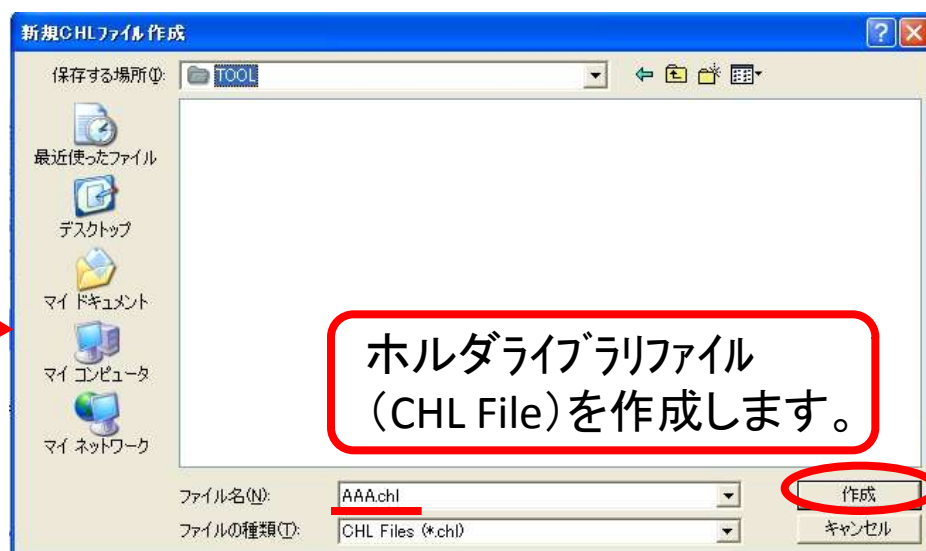 新規CHLファイル作成
保存する場所(I):
TOOL
最近使ったファイル
デスクトップ
マイ ドキュメント
マイ コンピュータ
マイ ネットワーク
ホルダライブラリファイル
（CHL File）を作成します。
ファイル名(N):
AAA.chl
作成
ファイルの種類(T):
CHL Files (*.chl)
キャンセル